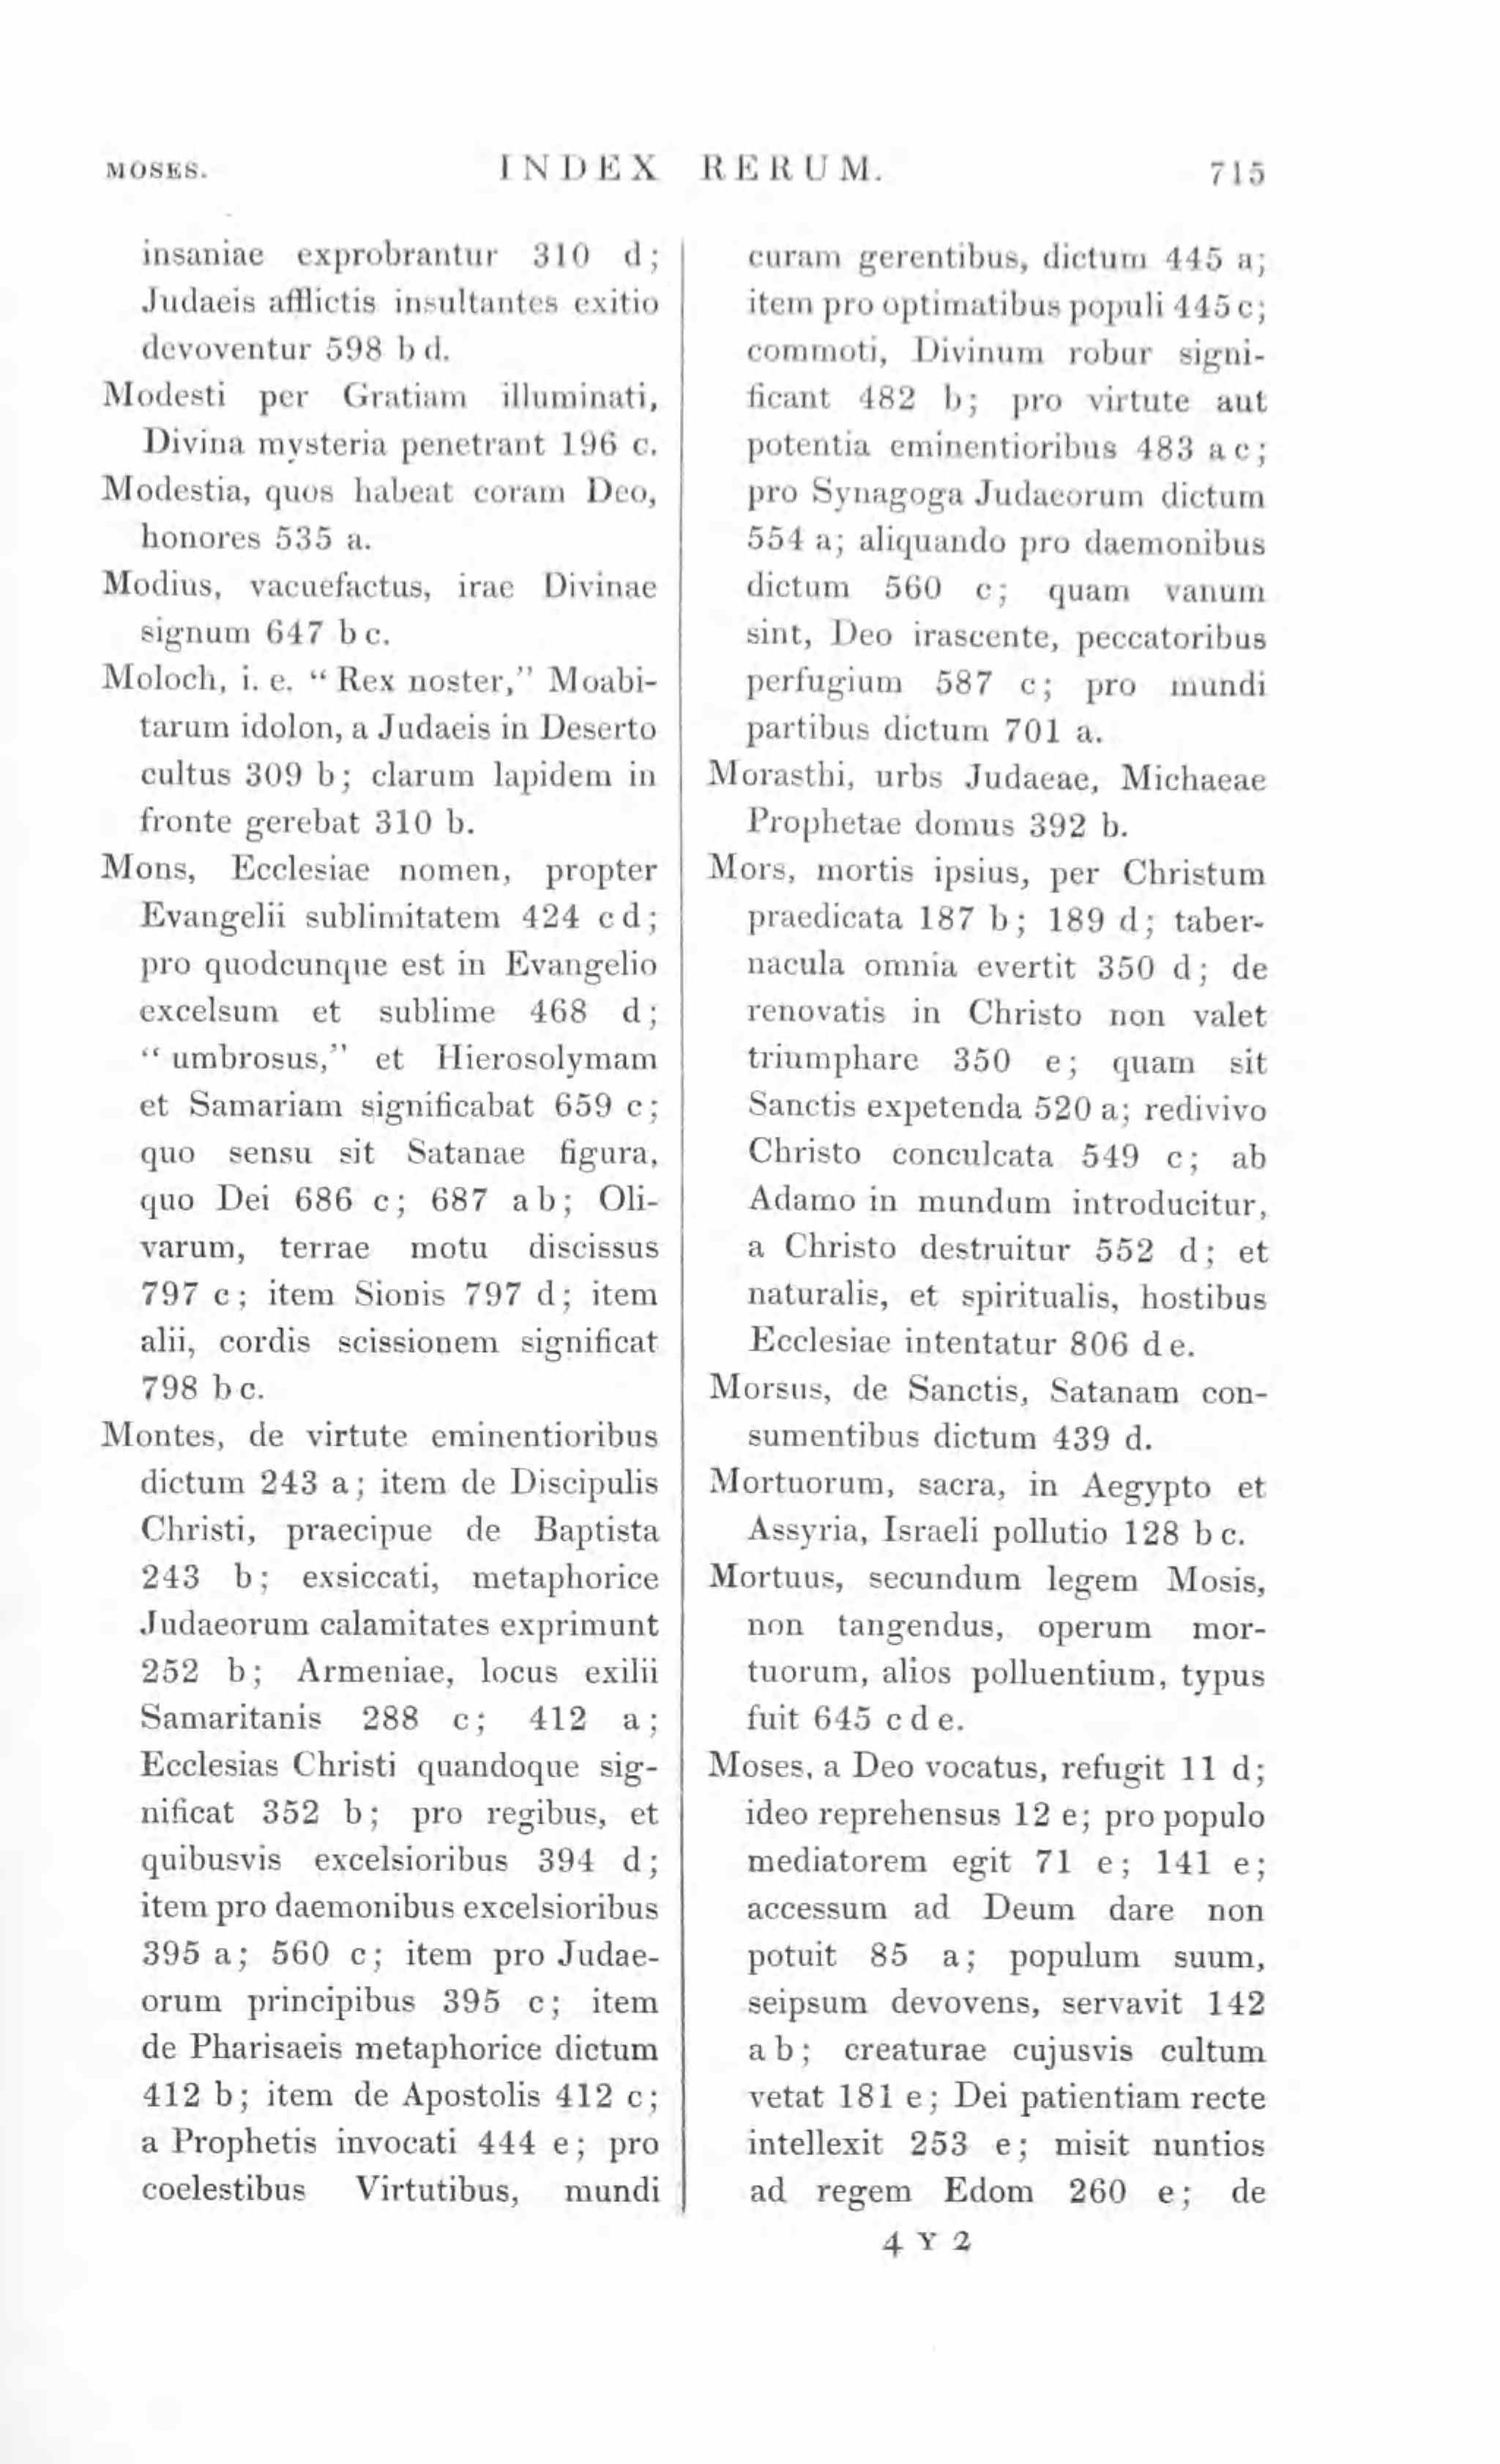 MOSES. INDEX RERUM. 715
insaniae exprobrantur 310 d;
Judaeis afflictis insultantes exitio
devoventur 598 b d.
Modesti per Gratiam illuminati,
Divina mysteria penetrant 196 c.
Modestia, quos habeat coram Deo,
honores 535 a.
Modius, vacuefactus, irae Divinae
signum 647 b c.
Moloch, i. e. “ Rex noster,” Moabi-
tarum idolon, a Judaeis in Deserto
cultus 309 b; clarum lapidem in
fronte gerebat 310 b.
Mons, Ecclesiae nomen, propter
Evangelii sublimitatem 424 c d;
pro quodcunque est in Evangelio
excelsum et sublime 468 d;
“ umbrosus,” et Hierosolymam
et Samariam significabat 659 c;
quo sensu sit Satanae figura,
quo Dei 686 c; 687 a b; Oli-
varum, terrae motu discissus
797 c; item Sionis 797 d; item
alii, cordis scissionem significat
798 b c.
Montes, de virtute eminentioribus
dictum 243 a; item de Discipulis
Christi, praecipue de Baptista
243 b; exsiccati, metaphorice
Judaeorum calamitates exprimunt
252 b; Armeniae, locus exilii
Samaritanis 288 c; 412 a;
Ecclesias Christi quandoque sig-
nificat 352 b; pro regibus, et
quibusvis excelsioribus 394 d;
item pro daemonibus excelsioribus
395 a; 560 c; item pro Judae-
orum principibus 395 c; item
de Pharisaeis metaphorice dictum
412 b; item de Apostolis 412 c;
a Prophetis invocati 444 e; pro
coelestibus Virtutibus, mundi
curam gerentibus, dictum 445 a;
item pro optimatibus populi 445 c;
commoti, Divinum robur signi-
ficant 482 b; pro virtute aut
potentia eminentioribus 483 a c;
pro Synagoga Judaeorum dictum
554 a; aliquando pro daemonibus
dictum 560 c; quam vanum
sint, Deo irascente, peccatoribus
perfugium 587 c; pro mundi
partibus dictum 701 a.
Morasthi, urbs Judaeae, Michaeae
Prophetae domus 392 b.
Mors, mortis ipsius, per Christum
praedicata 187 b; 189 d; taber-
nacula omnia evertit 350 d; de
renovatis in Christo non valet
triumphare 350 e; quam sit
Sanctis expetenda 520 a; redivivo
Christo conculcata 549 c; ab
Adamo in mundum introducitur,
a Christo destruitur 552 d; et
naturalis, et spiritualis, hostibus
Ecclesiae intentatur 806 d e.
Morsus, de Sanctis, Satanam con-
sumentibus dictum 439 d.
Mortuorum, sacra, in Aegypto et
Assyria, Israeli pollutio 128 b c.
Mortuus, secundum legem Mosis,
non tangendus, operum mor-
tuorum, alios polluentium, typus
fuit 645 c d e.
Moses, a Deo vocatus, refugit 11 d;
ideo reprehensus 12 e; pro populo
mediatorem egit 71 e; 141 e;
accessum ad Deum dare non
potuit 85 a; populum suum,
seipsum devovens, servavit 142
a b; creaturae cujusvis cultum
vetat 181 e; Dei patientiam recte
intellexit 253 e; misit nuntios
ad regem Edom 260 e; de
4 Y 2